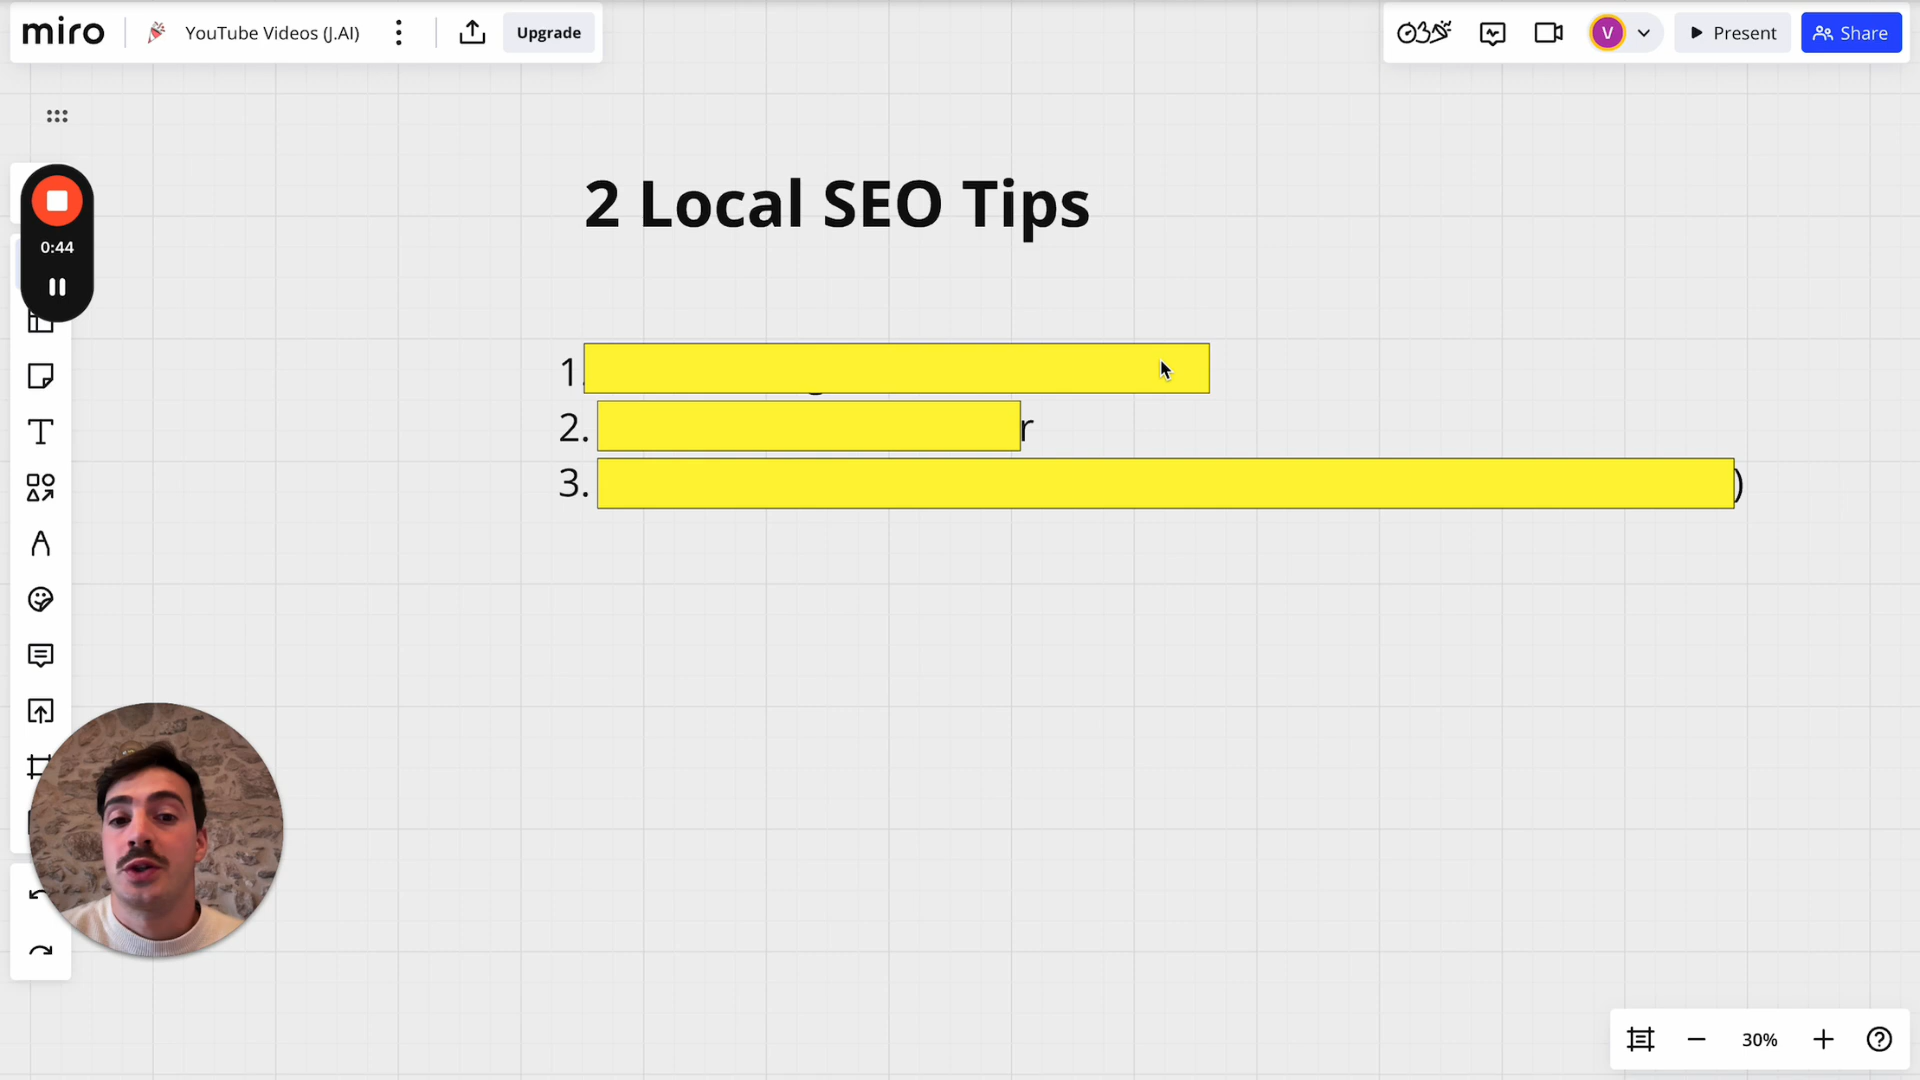 miro
YouTube Videos (J.AI)
Upgrade
V
Present
Share
0:44
2 Local SEO Tips
1.
2. r
3. )
30%